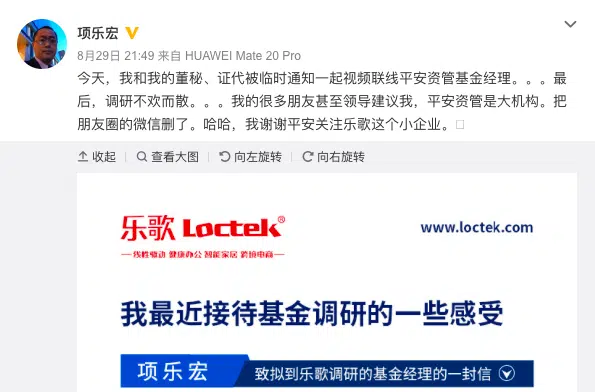 项乐宏
8月29日 21:49 来自 HUAWEI Mate 20 Pro
今天，我和我的董秘、证代被临时通知一起视频联线平安资管基金经理。。。最
后，调研不欢而散。。。我的很多朋友甚至领导建议我，平安资管是大机构。把
朋友圈的微信删了。哈哈，我谢谢平安关注乐歌这个小企业。
收起 查看大图 向左旋转 向右旋转
乐歌 Loctek®
www.loctek.com
线性驱动 健康办公 智能家居 跨境电商
我最近接待基金调研的一些感受
项乐宏 致拟到乐歌调研的基金经理的一封信